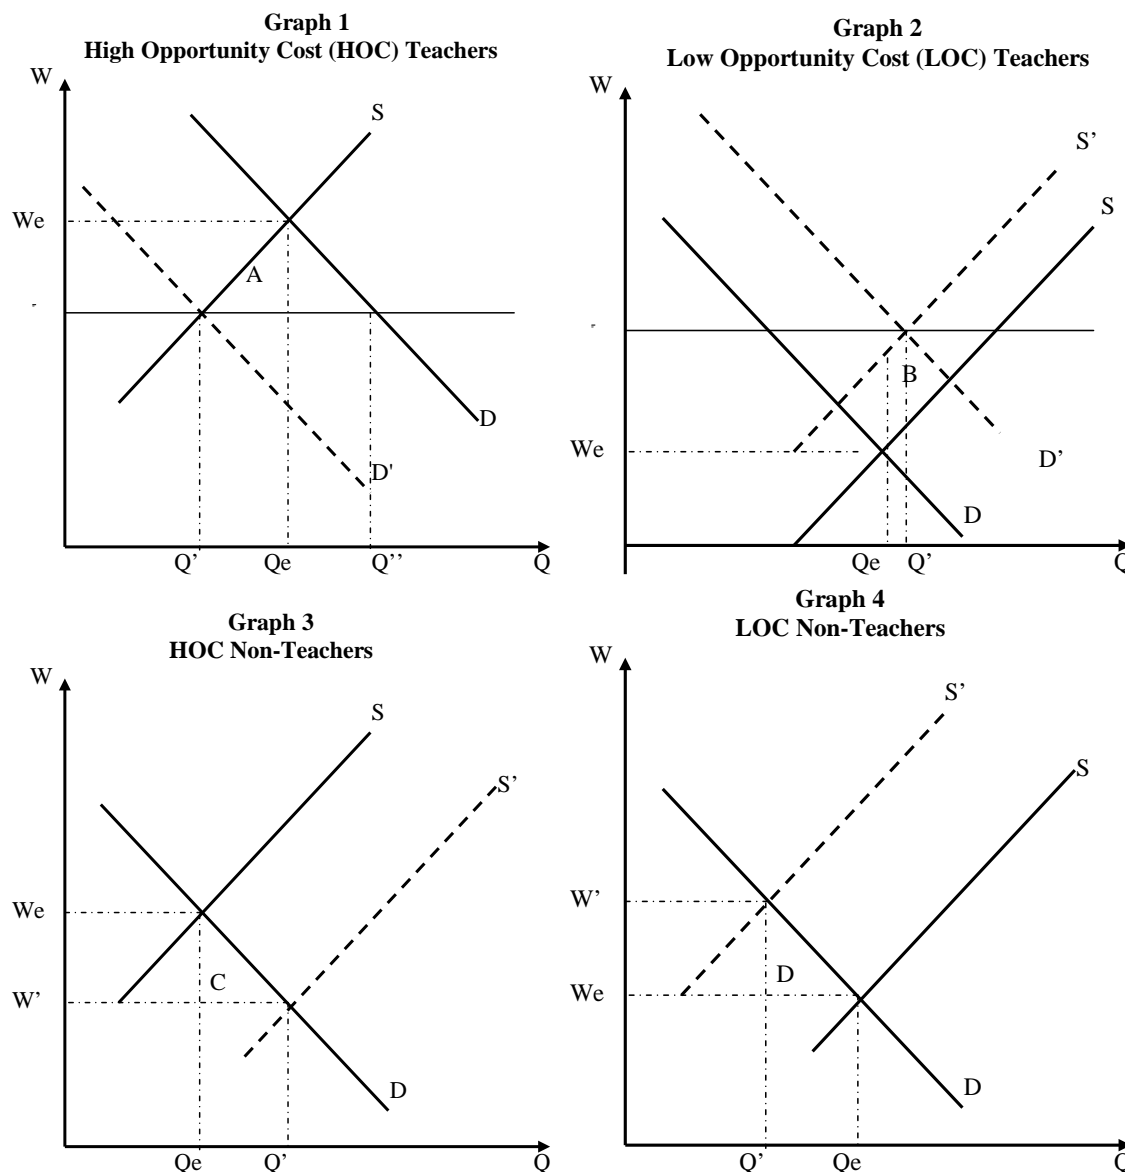 Graph 1
High Opportunity Cost (HOC) Teachers
W
S
We
A
D
D'
Q’
Qe
Q’’
Q
Graph 2
Low Opportunity Cost (LOC) Teachers
W
S’
S
B
We
D’
D
Qe
Q’
Q
Graph 3
HOC Non-Teachers
W
S
S’
We
C
W’
D
Qe
Q’
Q
Graph 4
LOC Non-Teachers
W
S’
S
W’
D
We
D
Q’
Qe
Q